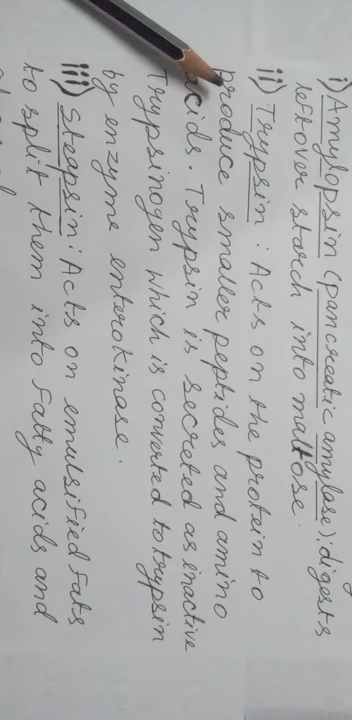 i) Amylopsin (pancreatic amylase): digests
leftover starch into maltose.
ii) Trypsin : Acts on the protein to
produce smaller peptides and amino
acids. Trypsin is secreted as inactive
Trypsinogen which is converted to trypsin
by enzyme enterokinase.
iii) Steapsin : Acts on emulsified fats
to split them into fatty acids and